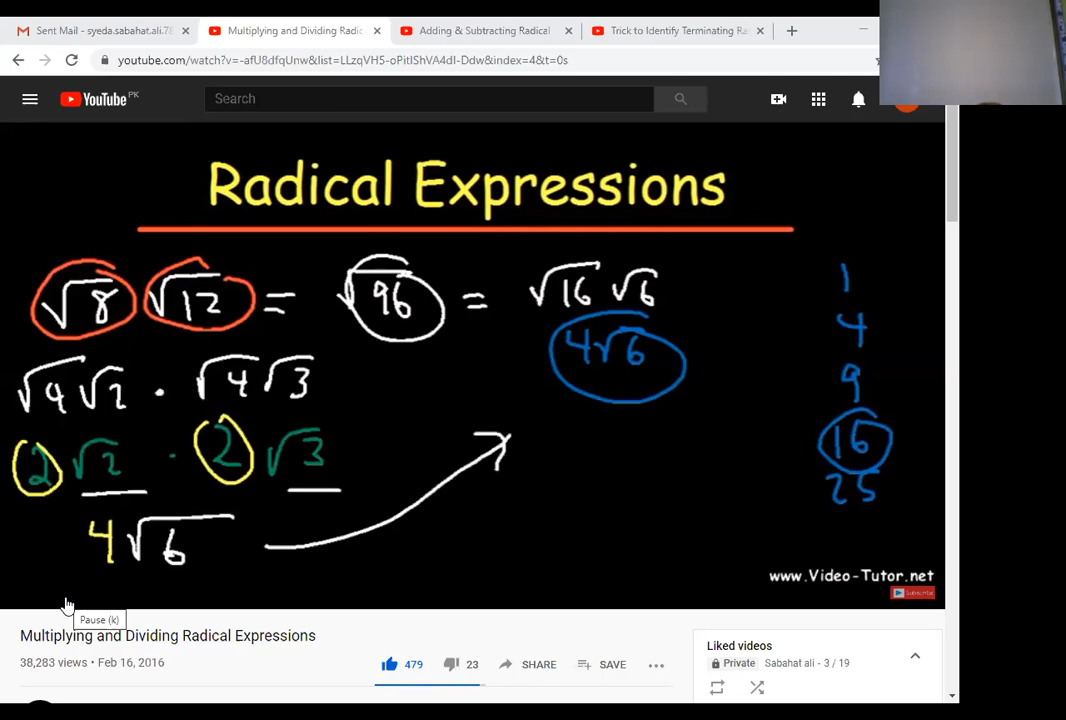 Sent Mail - syeda.sabahat.ali.78
Multiplying and Dividing Radic
Adding & Subtracting Radical
Trick to Identify Terminating Ra
youtube.com/watch?v=-afU8dfqUnw&list=LLzqVH5-oPitIShVA4dI-Ddw&index=4&t=0s
YouTube PK
Search
Radical Expressions
√8 √12 = √96 = √16 √6
4√6
√4 √2 · √4 √3
2 √2 · 2 √3
4 √6
1
4
9
16
25
www.Video-Tutor.net
Subscribe
Pause (k)
Multiplying and Dividing Radical Expressions
38,283 views • Feb 16, 2016
479
23
SHARE
SAVE
Liked videos
Private Sabahat ali - 3 / 19